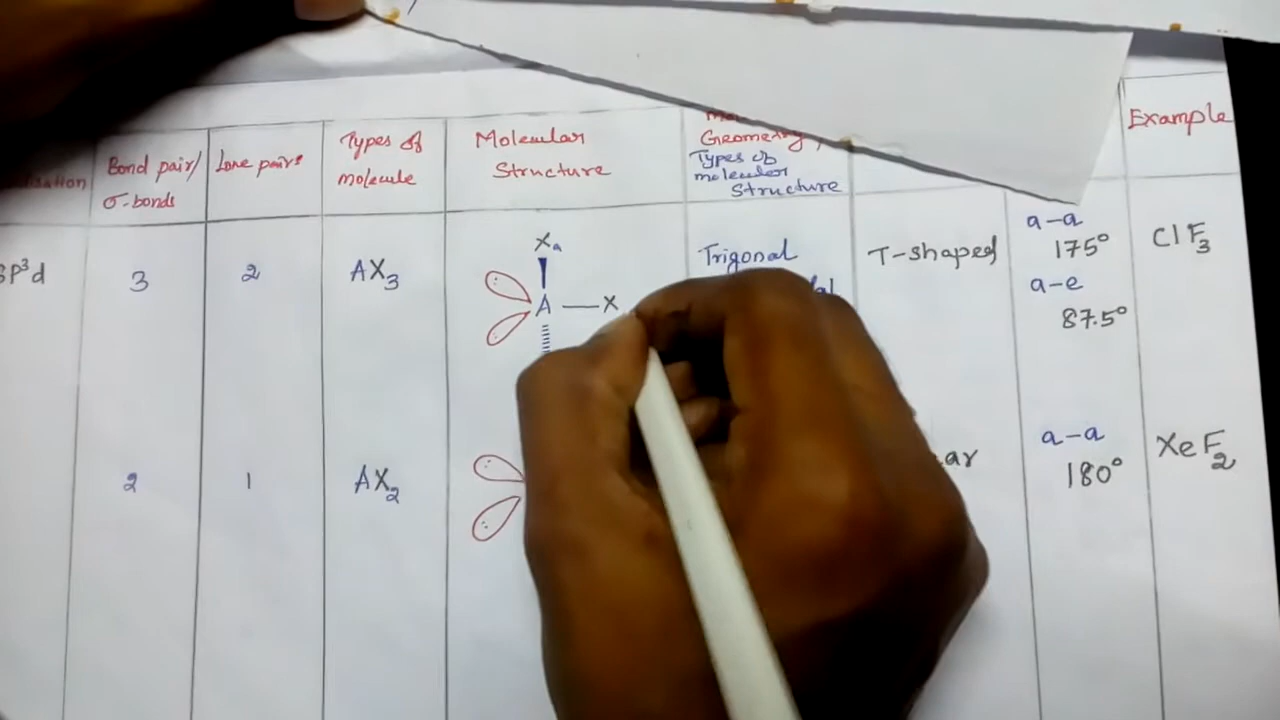 Bond pair/
σ-bonds
Lone pairs
Types of
molecule
Molecular
Structure
Geometry,
Types of
molecular
Structure
Example
SP³d
3
2
AX₃
Xₐ
A — X
Trigonal
T-shaped
a-a
175°
a-e
87.5°
ClF₃
2
1
AX₂
a-a
180°
XeF₂